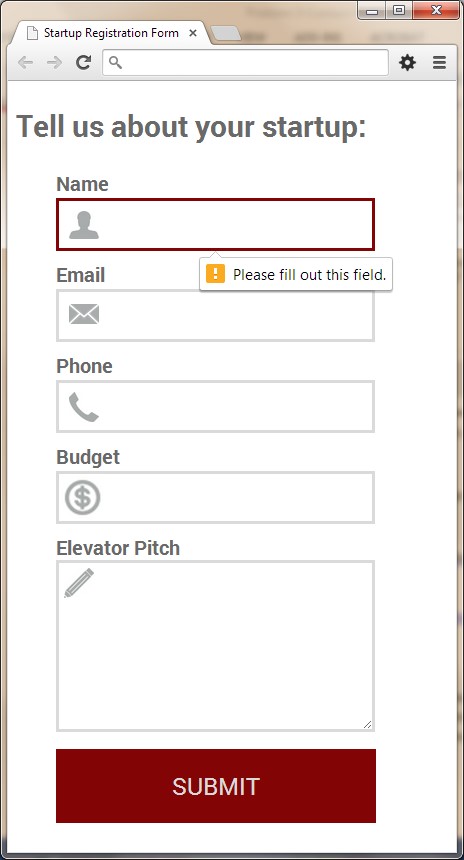 Startup Registration Form
Tell us about your startup:
Name
Please fill out this field.
Email
Phone
Budget
Elevator Pitch
SUBMIT